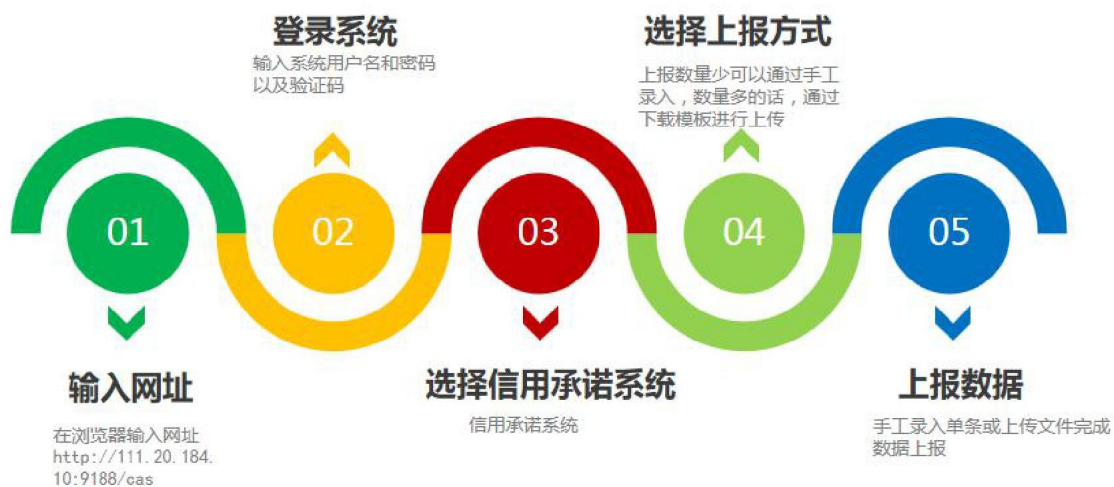 登录系统
输入系统用户名和密码
以及验证码
选择上报方式
上报数量少可以通过手工
录入，数量多的话，通过
下载模板进行上传
01
02
03
04
05
输入网址
在浏览器输入网址
http://111.20.184.
10:9188/cas
选择信用承诺系统
信用承诺系统
上报数据
手工录入单条或上传文件完成
数据上报